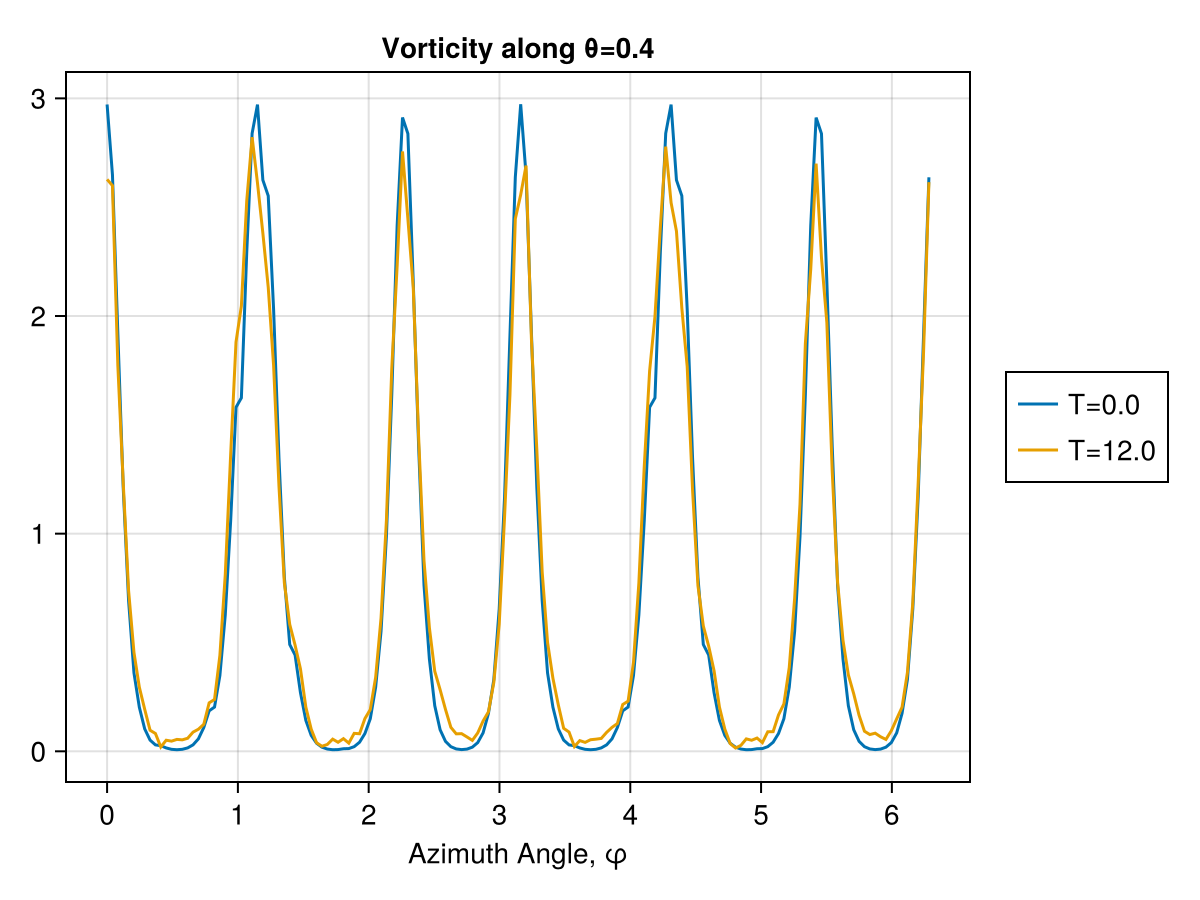 Vorticity along θ=0.4
3
2
1
0
0 1 2 3 4 5 6
Azimuth Angle, φ
T=0.0
T=12.0